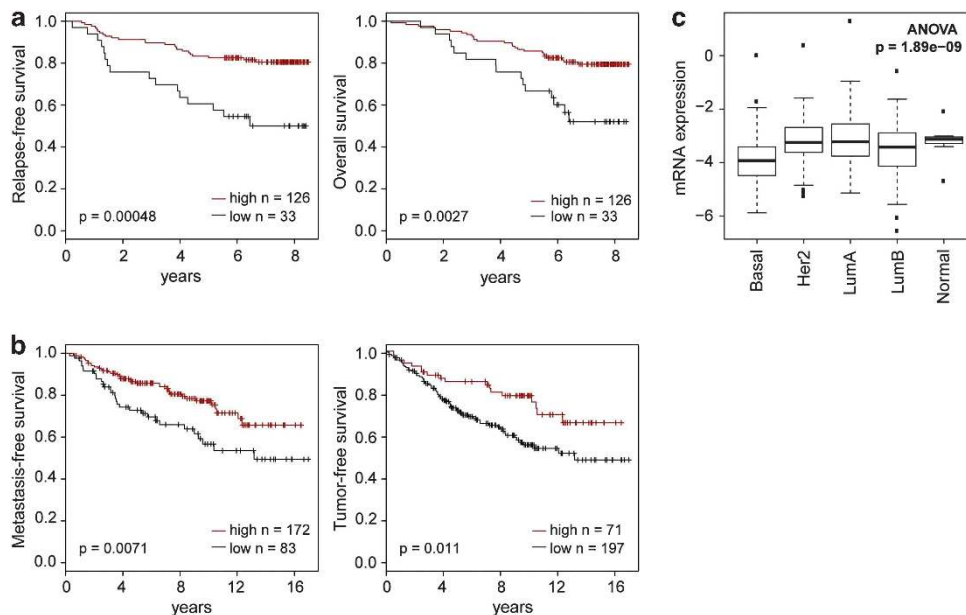 a
Relapse-free survival
1.0
0.8
0.6
0.4
0.2
0.0
high n = 126
low n = 33
p = 0.00048
0 2 4 6 8
years
Overall survival
1.0
0.8
0.6
0.4
0.2
0.0
high n = 126
low n = 33
p = 0.0027
0 2 4 6 8
years
c
ANOVA
p = 1.89e−09
mRNA expression
0
−2
−4
−6
Basal
Her2
LumA
LumB
Normal
b
Metastasis-free survival
1.0
0.8
0.6
0.4
0.2
0.0
high n = 172
low n = 83
p = 0.0071
0 4 8 12 16
years
Tumor-free survival
1.0
0.8
0.6
0.4
0.2
0.0
high n = 71
low n = 197
p = 0.011
0 4 8 12 16
years